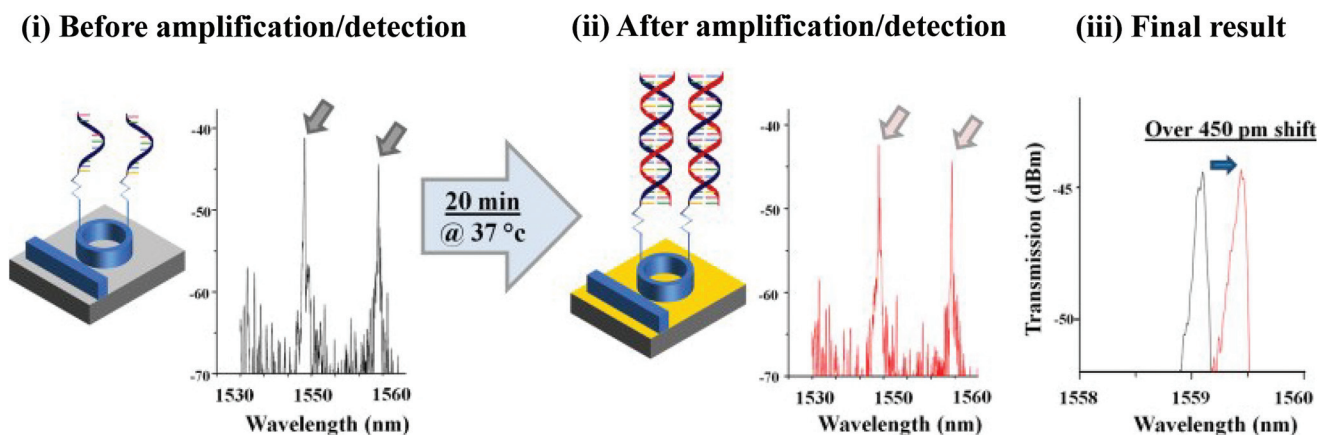 (i) Before amplification/detection
(ii) After amplification/detection
(iii) Final result
-40
-50
-60
-70
1530
1550
1560
Wavelength (nm)
20 min
@ 37 °c
-40
-50
-60
-70
1530
1550
1560
Wavelength (nm)
Over 450 pm shift
Transmission (dBm)
-45
-50
1558
1559
1560
Wavelength (nm)